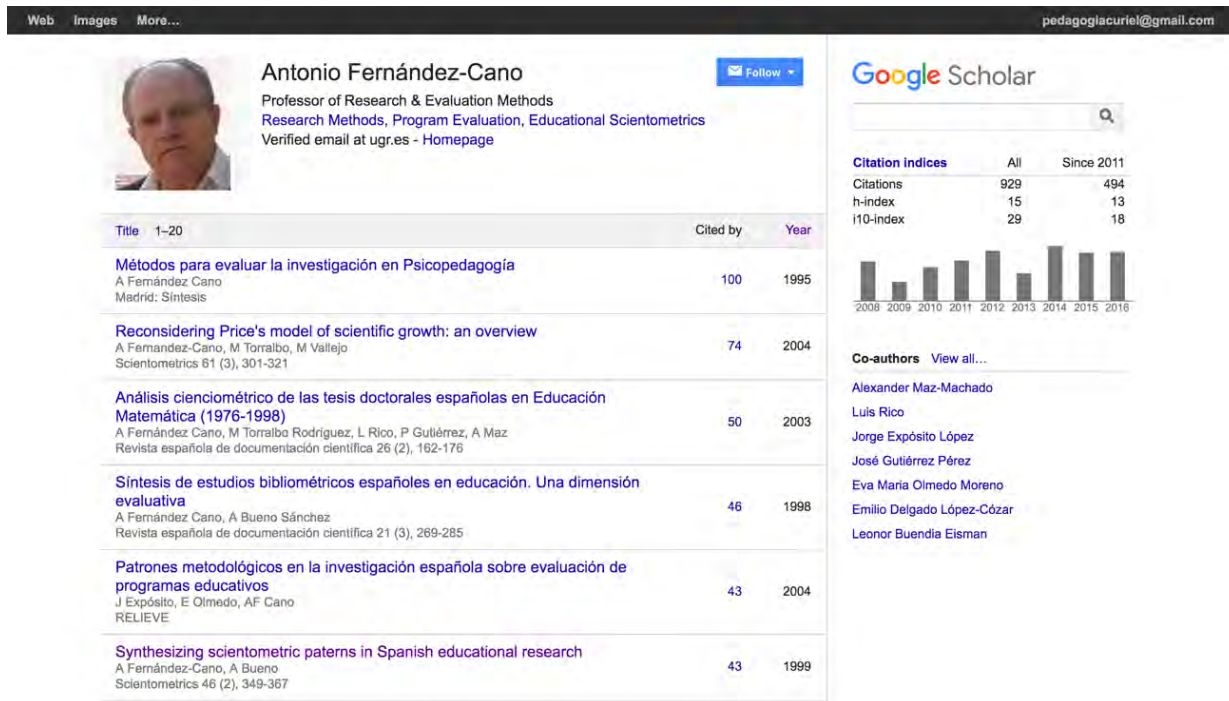 Web Images More...
pedagogiacuriel@gmail.com
Antonio Fernández-Cano
Follow
Professor of Research & Evaluation Methods
Research Methods, Program Evaluation, Educational Scientometrics
Verified email at ugr.es - Homepage
Title 1–20 Cited by Year
Métodos para evaluar la investigación en Psicopedagogía
A Fernández Cano
Madrid: Síntesis
100 1995
Reconsidering Price's model of scientific growth: an overview
A Fernandez-Cano, M Torralbo, M Vallejo
Scientometrics 61 (3), 301-321
74 2004
Análisis cienciométrico de las tesis doctorales españolas en Educación
Matemática (1976-1998)
A Fernández Cano, M Torralbo Rodríguez, L Rico, P Gutiérrez, A Maz
Revista española de documentación científica 26 (2), 162-176
50 2003
Síntesis de estudios bibliométricos españoles en educación. Una dimensión
evaluativa
A Fernández Cano, A Bueno Sánchez
Revista española de documentación científica 21 (3), 269-285
46 1998
Patrones metodológicos en la investigación española sobre evaluación de
programas educativos
J Expósito, E Olmedo, AF Cano
RELIEVE
43 2004
Synthesizing scientometric paterns in Spanish educational research
A Fernández-Cano, A Bueno
Scientometrics 46 (2), 349-367
43 1999
Google Scholar
Citation indices All Since 2011
Citations 929 494
h-index 15 13
i10-index 29 18
2008 2009 2010 2011 2012 2013 2014 2015 2016
Co-authors View all...
Alexander Maz-Machado
Luis Rico
Jorge Expósito López
José Gutiérrez Pérez
Eva Maria Olmedo Moreno
Emilio Delgado López-Cózar
Leonor Buendia Eisman